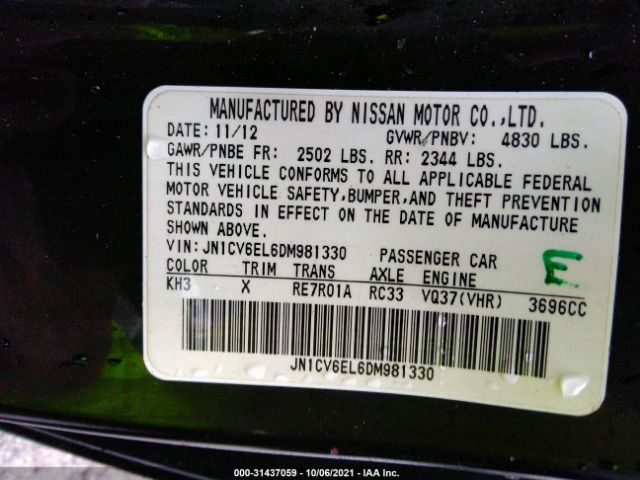 MANUFACTURED BY NISSAN MOTOR CO.,LTD.
DATE: 11/12 GVWR/PNBV: 4830 LBS.
GAWR/PNBE FR: 2502 LBS. RR: 2344 LBS.
THIS VEHICLE CONFORMS TO ALL APPLICABLE FEDERAL
MOTOR VEHICLE SAFETY,BUMPER,AND THEFT PREVENTION
STANDARDS IN EFFECT ON THE DATE OF MANUFACTURE
SHOWN ABOVE.
VIN: JN1CV6EL6DM981330 PASSENGER CAR E
COLOR TRIM TRANS AXLE ENGINE
KH3 X RE7R01A RC33 VQ37(VHR) 3696CC
JN1CV6EL6DM981330
000-31437059 - 10/06/2021 - IAA Inc.